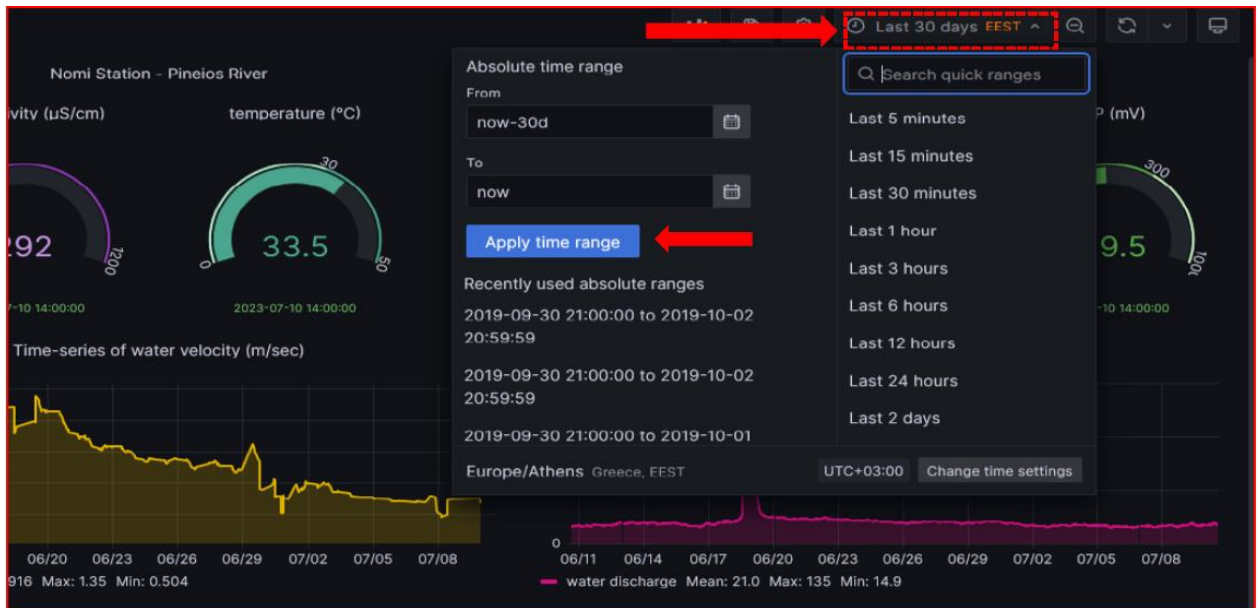 Last 30 days EEST
Nomi Station - Pineios River
temperature (°C)
(mV)
30
33.5
0
50
2023-07-10 14:00:00
92
1200
-10 14:00:00
300
9.5
-10 14:00:00
Absolute time range
From
now-30d
To
now
Apply time range
Recently used absolute ranges
2019-09-30 21:00:00 to 2019-10-02
20:59:59
2019-09-30 21:00:00 to 2019-10-02
20:59:59
2019-09-30 21:00:00 to 2019-10-01
Search quick ranges
Last 5 minutes
Last 15 minutes
Last 30 minutes
Last 1 hour
Last 3 hours
Last 6 hours
Last 12 hours
Last 24 hours
Last 2 days
Europe/Athens Greece, EEST
UTC+03:00
Change time settings
Time-series of water velocity (m/sec)
06/20 06/23 06/26 06/29 07/02 07/05 07/08
916 Max: 1.35 Min: 0.504
0
06/11 06/14 06/17 06/20 06/23 06/26 06/29 07/02 07/05 07/08
water discharge Mean: 21.0 Max: 135 Min: 14.9